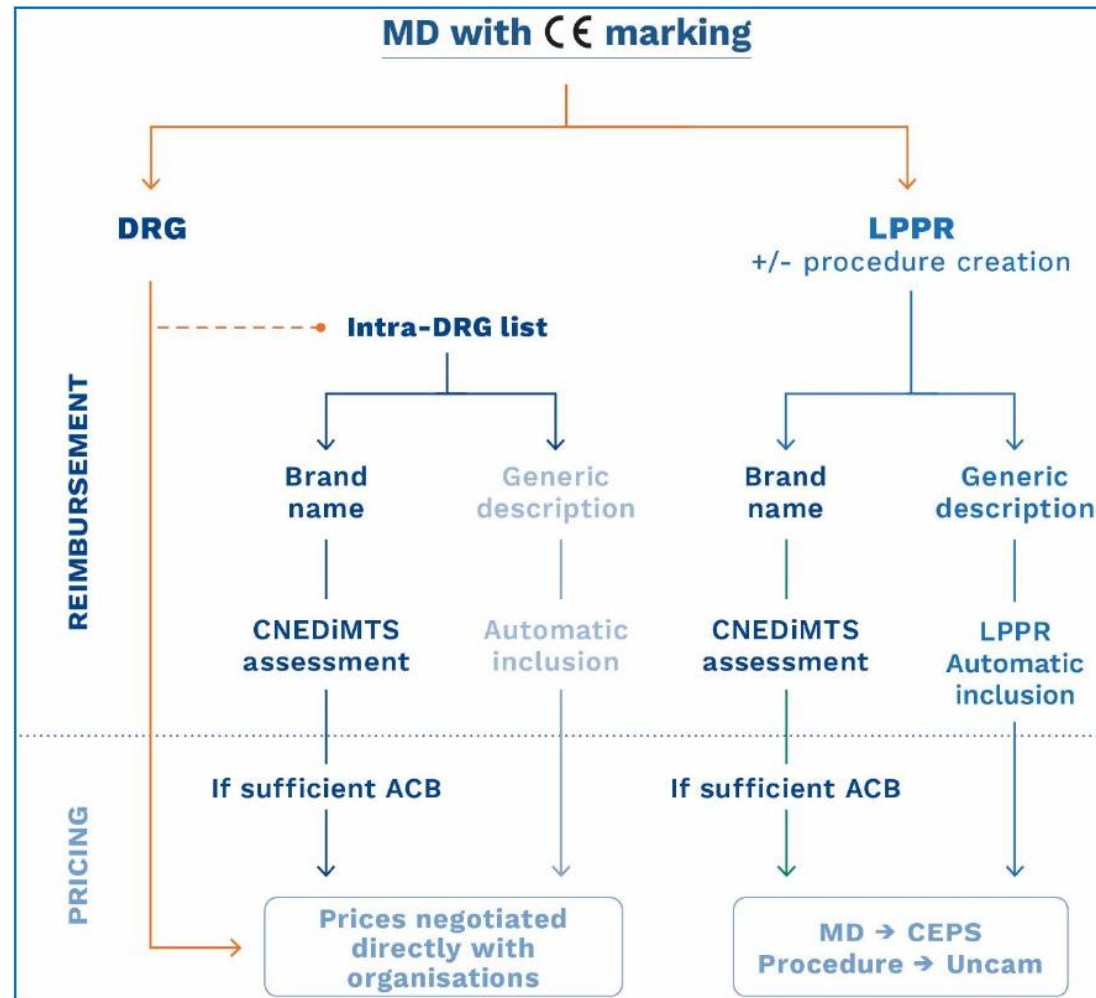 MD with CE marking
DRG
LPPR
+/- procedure creation
Intra-DRG list
REIMBURSEMENT
Brand
name
Generic
description
Brand
name
Generic
description
CNEDiMTS
assessment
Automatic
inclusion
CNEDiMTS
assessment
LPPR
Automatic
inclusion
PRICING
If sufficient ACB
If sufficient ACB
Prices negotiated
directly with
organisations
MD → CEPS
Procedure → Uncam